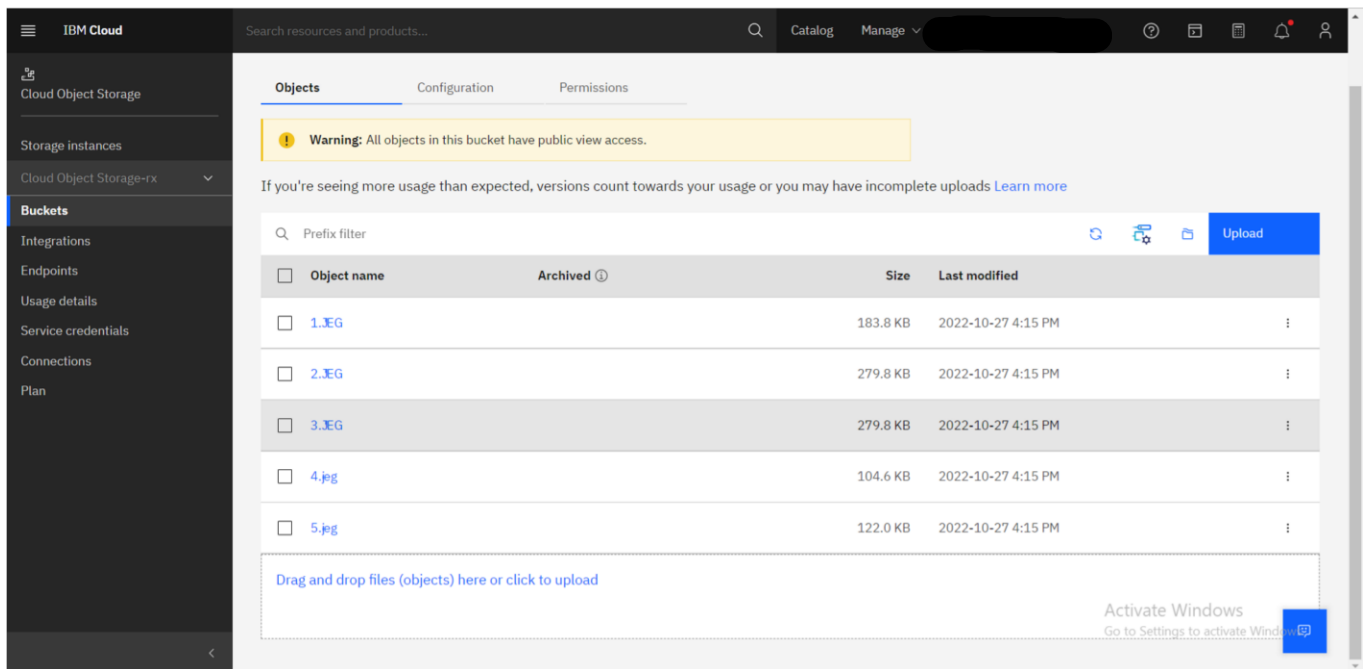 IBM Cloud
Search resources and products...
Catalog
Manage
Cloud Object Storage
Storage instances
Cloud Object Storage-rx
Buckets
Integrations
Endpoints
Usage details
Service credentials
Connections
Plan
Objects
Configuration
Permissions
Warning: All objects in this bucket have public view access.
If you're seeing more usage than expected, versions count towards your usage or you may have incomplete uploads Learn more
Prefix filter
Upload
Object name Archived Size Last modified
1.JEG 183.8 KB 2022-10-27 4:15 PM
2.JEG 279.8 KB 2022-10-27 4:15 PM
3.JEG 279.8 KB 2022-10-27 4:15 PM
4.jeg 104.6 KB 2022-10-27 4:15 PM
5.jeg 122.0 KB 2022-10-27 4:15 PM
Drag and drop files (objects) here or click to upload
Activate Windows
Go to Settings to activate Window